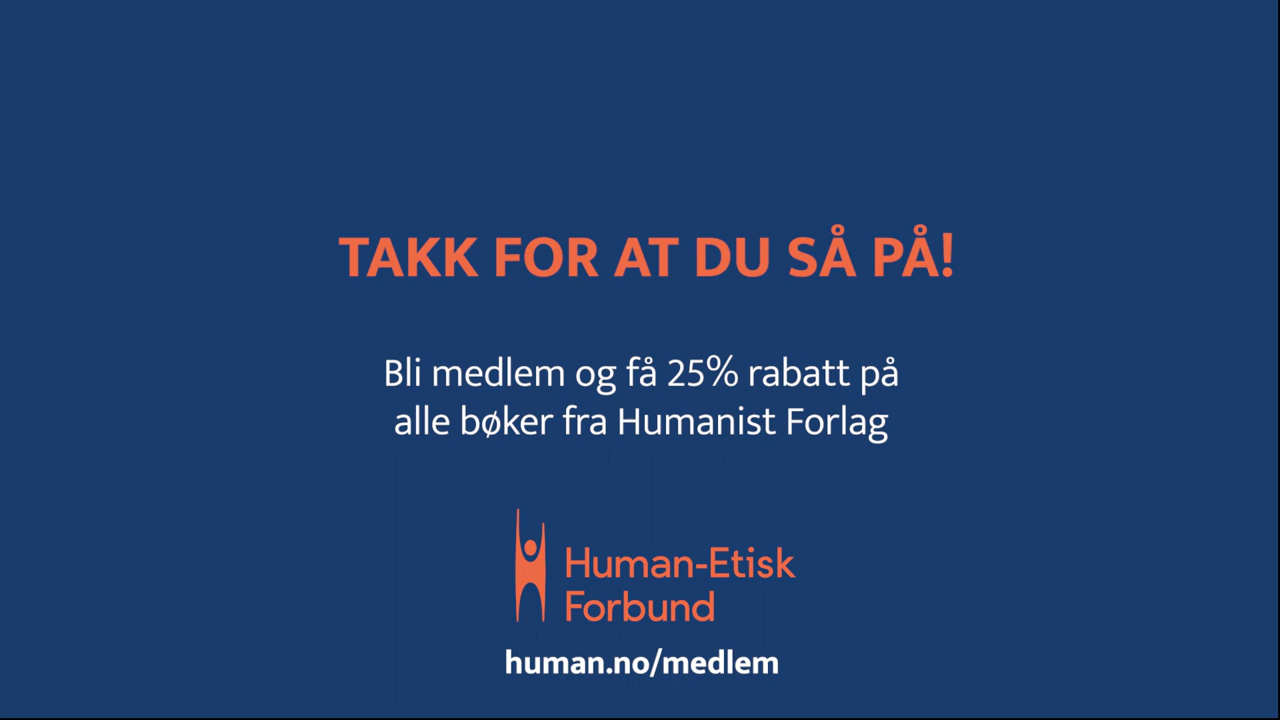 TAKK FOR AT DU SÅ PÅ!
Bli medlem og få 25% rabatt på
alle bøker fra Humanist Forlag
Human-Etisk
Forbund
human.no/medlem